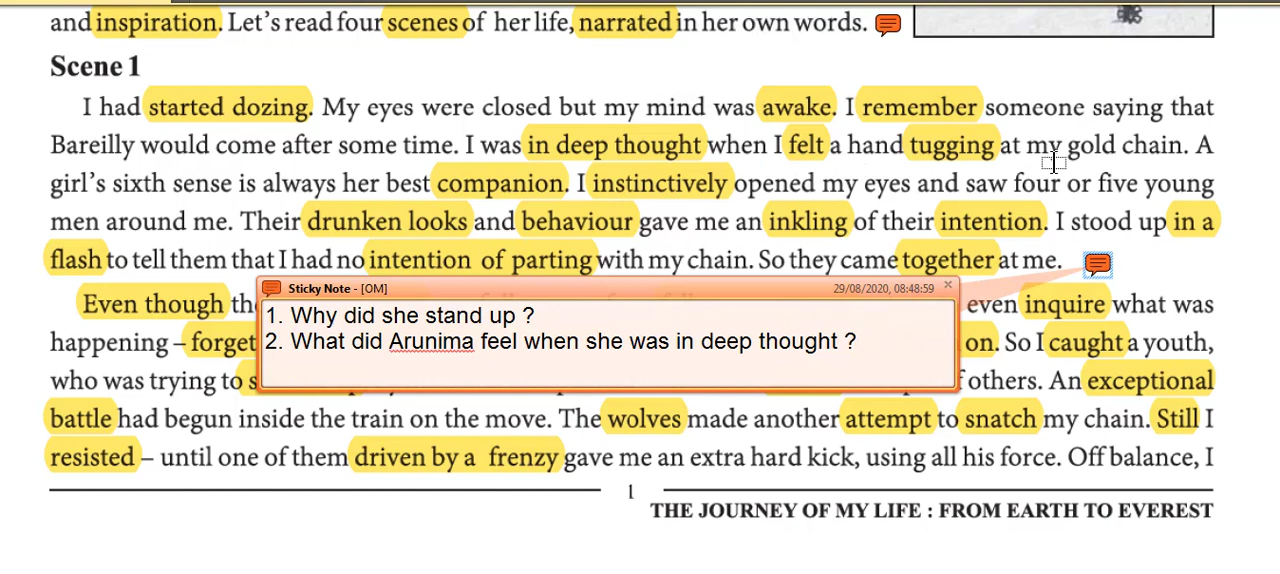 and inspiration. Let's read four scenes of her life, narrated in her own words.
Scene 1
I had started dozing. My eyes were closed but my mind was awake. I remember someone saying that
Bareilly would come after some time. I was in deep thought when I felt a hand tugging at my gold chain. A
girl's sixth sense is always her best companion. I instinctively opened my eyes and saw four or five young
men around me. Their drunken looks and behaviour gave me an inkling of their intention. I stood up in a
flash to tell them that I had no intention of parting with my chain. So they came together at me.
Sticky Note - [OM] 29/08/2020, 08:48:59
1. Why did she stand up ?
2. What did Arunima feel when she was in deep thought ?
Even though even inquire what was
happening – forget on. So I caught a youth,
who was trying to others. An exceptional
battle had begun inside the train on the move. The wolves made another attempt to snatch my chain. Still I
resisted – until one of them driven by a frenzy gave me an extra hard kick, using all his force. Off balance, I
1
THE JOURNEY OF MY LIFE : FROM EARTH TO EVEREST